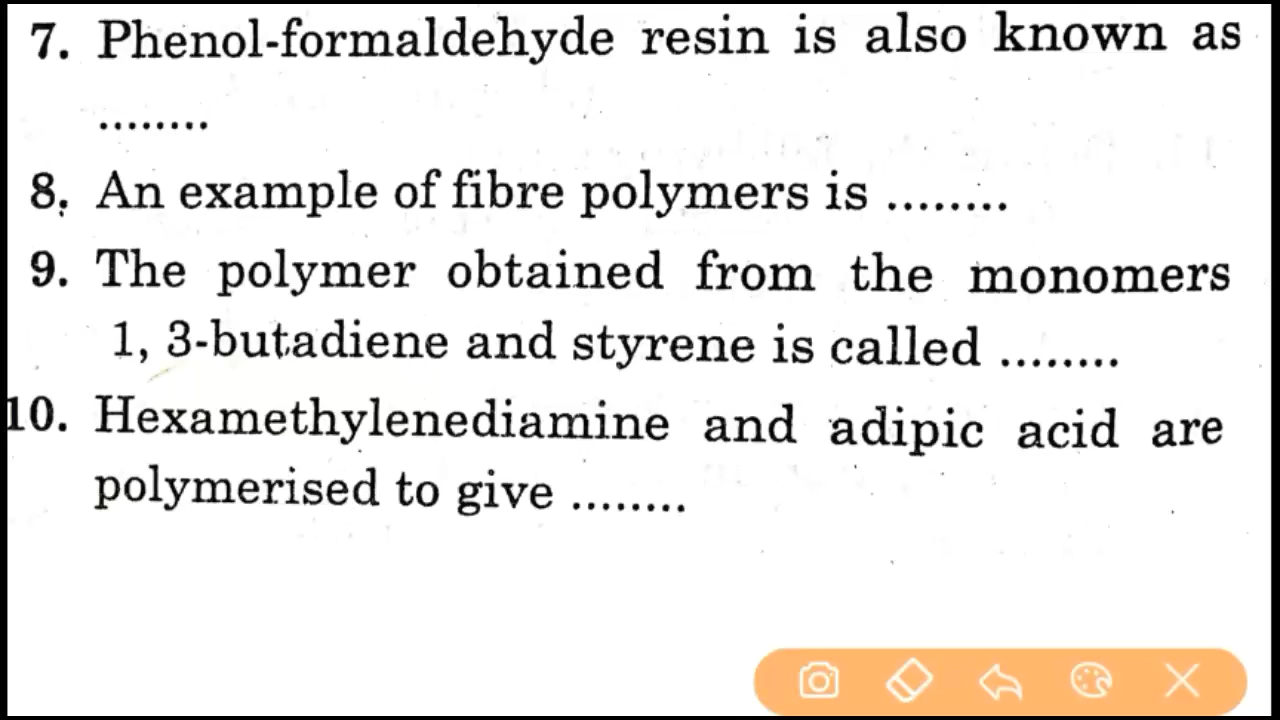 7. Phenol-formaldehyde resin is also known as
........
8. An example of fibre polymers is ........
9. The polymer obtained from the monomers
1, 3-butadiene and styrene is called ........
10. Hexamethylenediamine and adipic acid are
polymerised to give ........